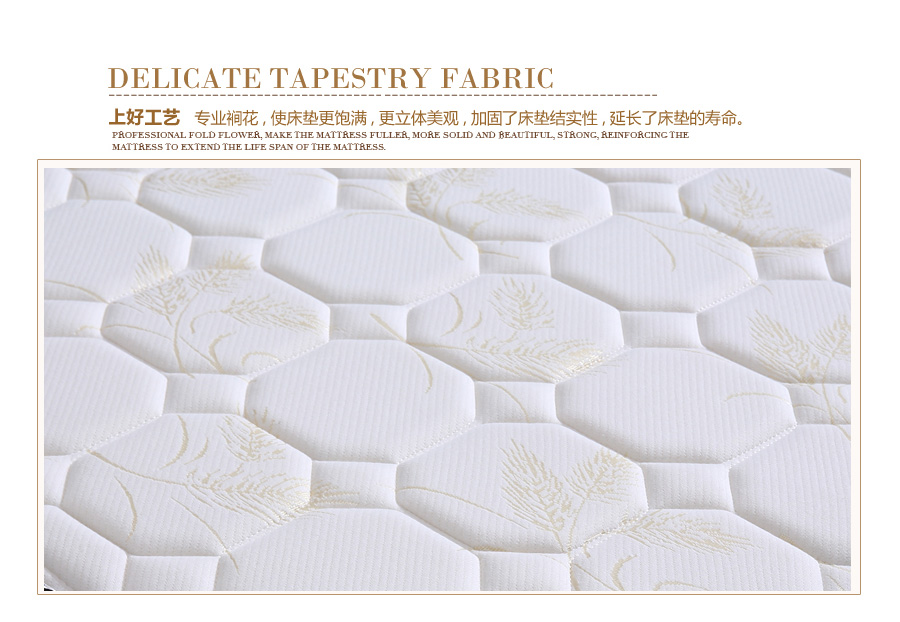 DELICATE TAPESTRY FABRIC
上好工艺 专业裥花，使床垫更饱满，更立体美观，加固了床垫结实性，延长了床垫的寿命。
PROFESSIONAL FOLD FLOWER, MAKE THE MATTRESS FULLER, MORE SOLID AND BEAUTIFUL, STRONG, REINFORCING THE
MATTRESS TO EXTEND THE LIFE SPAN OF THE MATTRESS.